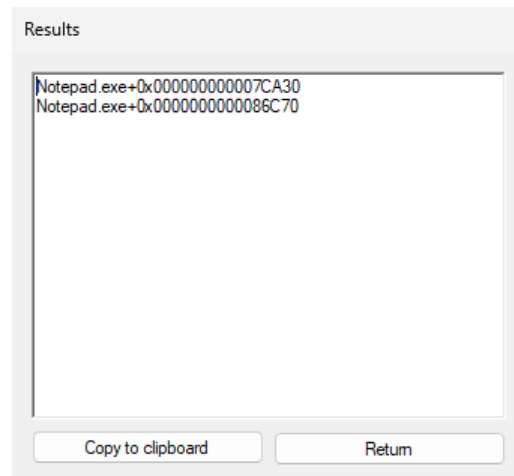 Results
Notepad.exe+0x000000000007CA30
Notepad.exe+0x0000000000086C70
Copy to clipboard
Return